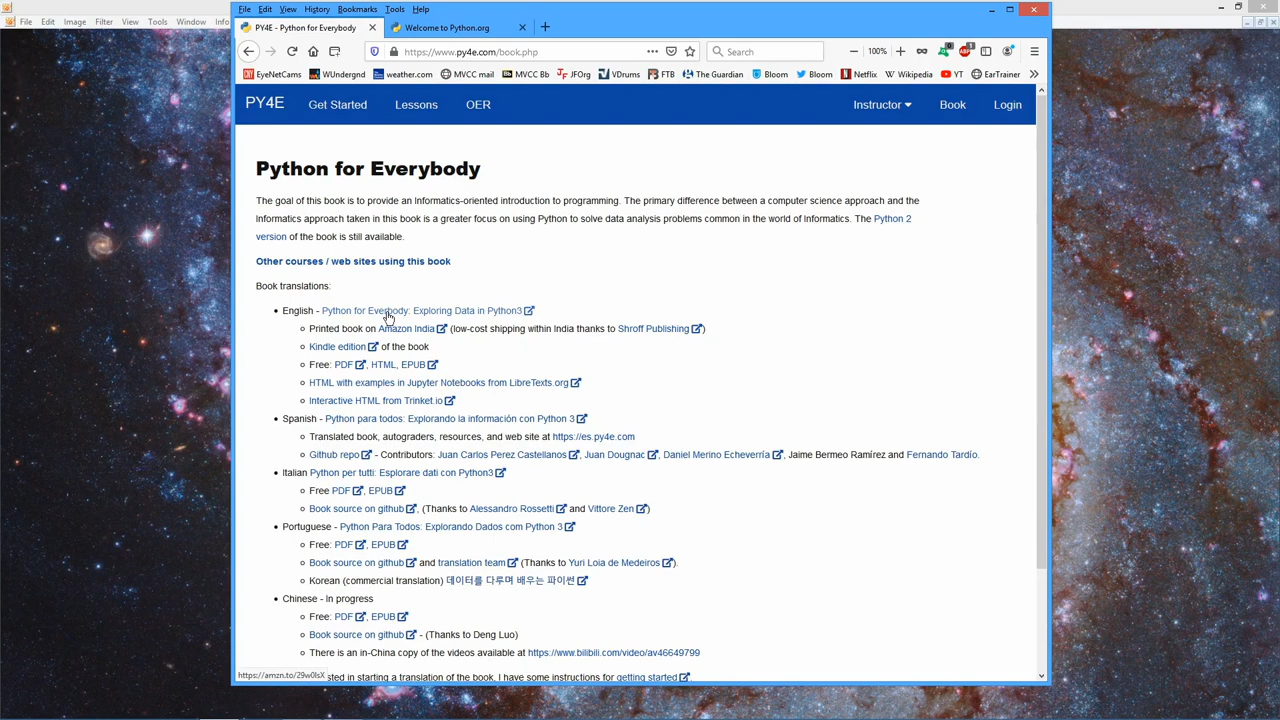 File Edit View History Bookmarks Tools Help
File Edit Image Colors Tools Window Info
PY4E - Python for Everybody
Welcome to Python.org
https://www.py4e.com/book.php
100%
Search
EyeNetCams WUndergnd weather.com MVCC mail MVCC Bb JFOrg VDrums FTB The Guardian Bloom Bloom Netflix Wikipedia YT EarTrainer
PY4E Get Started Lessons OER Instructor Book Login
Python for Everybody
The goal of this book is to provide an Informatics-oriented introduction to programming. The primary difference between a computer science approach and the
Informatics approach taken in this book is a greater focus on using Python to solve data analysis problems common in the world of Informatics. The Python 2
version of the book is still available.
Other courses / web sites using this book
Book translations:
English - Python for Everbody: Exploring Data in Python3
Printed book on Amazon India (low-cost shipping within India thanks to Shroff Publishing)
Kindle edition of the book
Free: PDF, HTML, EPUB
HTML with examples in Jupyter Notebooks from LibreTexts.org
Interactive HTML from Trinket.io
Spanish - Python para todos: Explorando la información con Python 3
Translated book, autograders, resources, and web site at https://es.py4e.com
Github repo - Contributors: Juan Carlos Perez Castellanos, Juan Dougnac, Daniel Merino Echeverría, Jaime Bermeo Ramírez and Fernando Tardío.
Italian Python per tutti: Esplorare dati con Python3
Free PDF, EPUB
Book source on github, (Thanks to Alessandro Rossetti and Vittore Zen)
Portuguese - Python Para Todos: Explorando Dados com Python 3
Free: PDF, EPUB
Book source on github and translation team (Thanks to Yuri Loia de Medeiros).
Korean (commercial translation) 데이터를 다루며 배우는 파이썬
Chinese - In progress
Free: PDF, EPUB
Book source on github - (Thanks to Deng Luo)
There is an in-China copy of the videos available at https://www.bilibili.com/video/av46649799
https://amzn.to/29w0lsX sted in starting a translation of the book, I have some instructions for getting started.